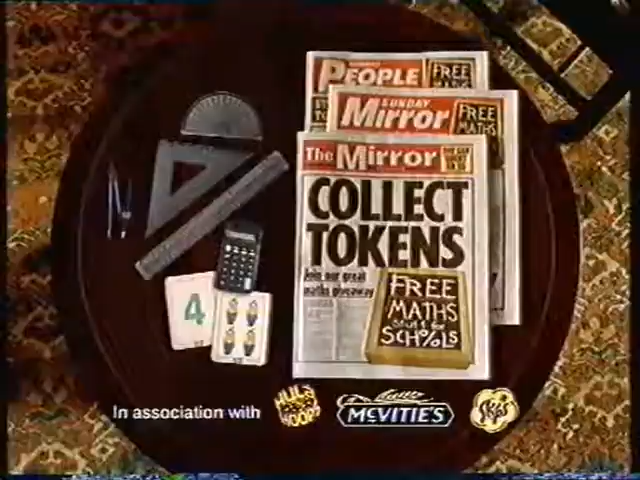 PEOPLE
FREE
SUNDAY
Mirror
FREE
MATHS
The Mirror
COLLECT
TOKENS
Join our great
maths giveaway
FREE
MATHS
stuff for
SCH%LS
4
In association with
HULA
HOOPS
McVITIE'S
Skips